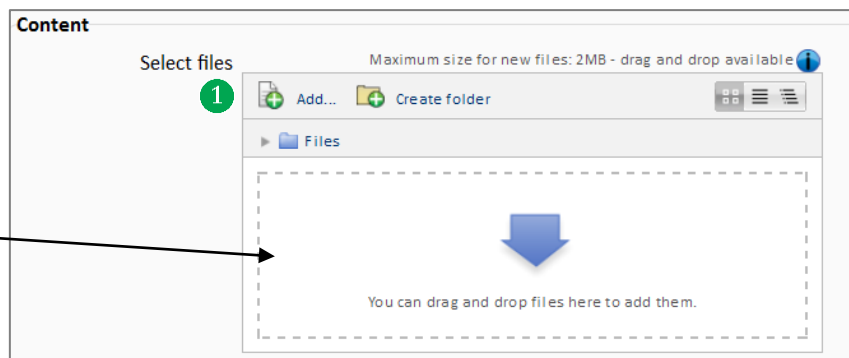 Content
Select files
Maximum size for new files: 2MB - drag and drop available
1
Add... Create folder
Files
You can drag and drop files here to add them.